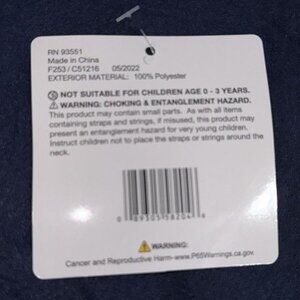 RN 93551
Made in China
F253 / C51216 05/2022
EXTERIOR MATERIAL: 100% Polyester
NOT SUITABLE FOR CHILDREN AGE 0 - 3 YEARS.
WARNING: CHOKING & ENTANGLEMENT HAZARD.
This product may contain small parts. As with all items
containing straps and strings, if misused, this product may
present an entanglement hazard for very young children.
Instruct children not to place the straps or strings around the
neck.
WARNING:
Cancer and Reproductive Harm-www.P65Warnings.ca.gov.